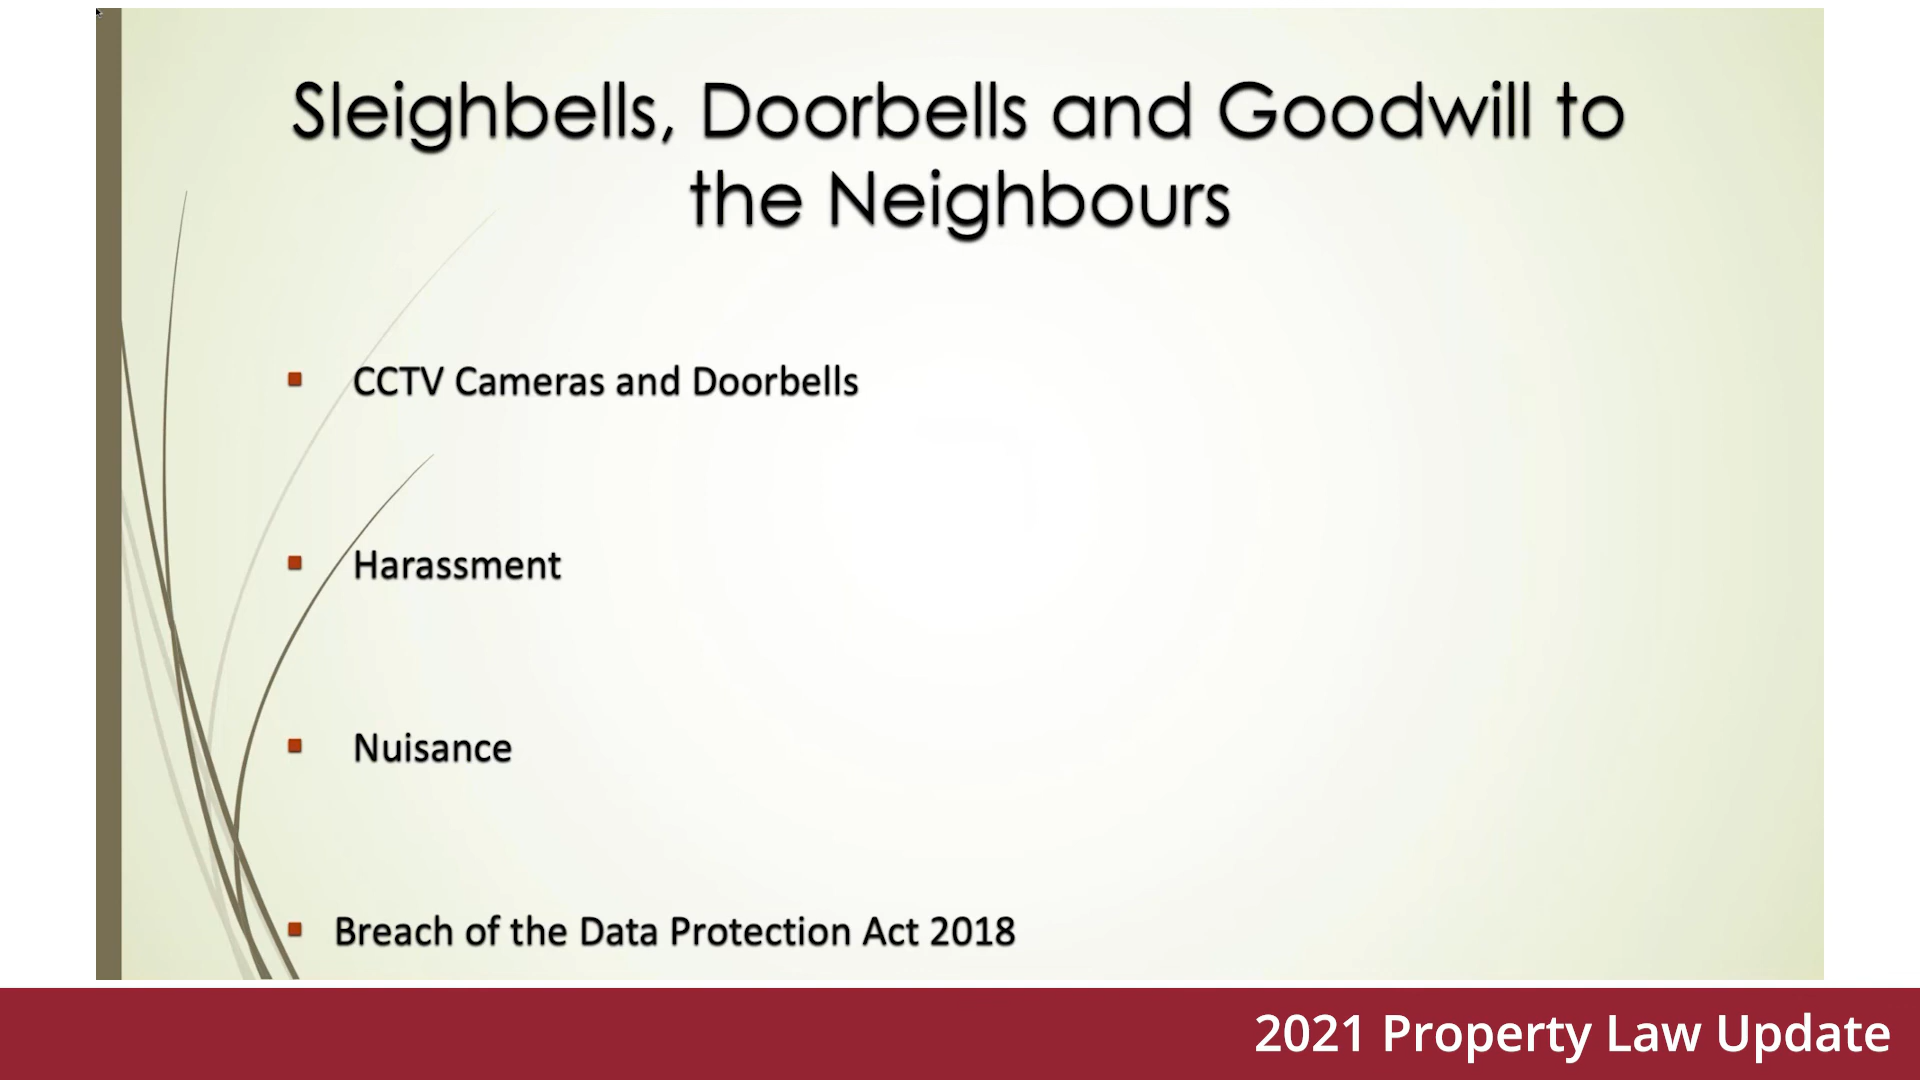 Sleighbells, Doorbells and Goodwill to
the Neighbours
CCTV Cameras and Doorbells
Harassment
Nuisance
Breach of the Data Protection Act 2018
2021 Property Law Update